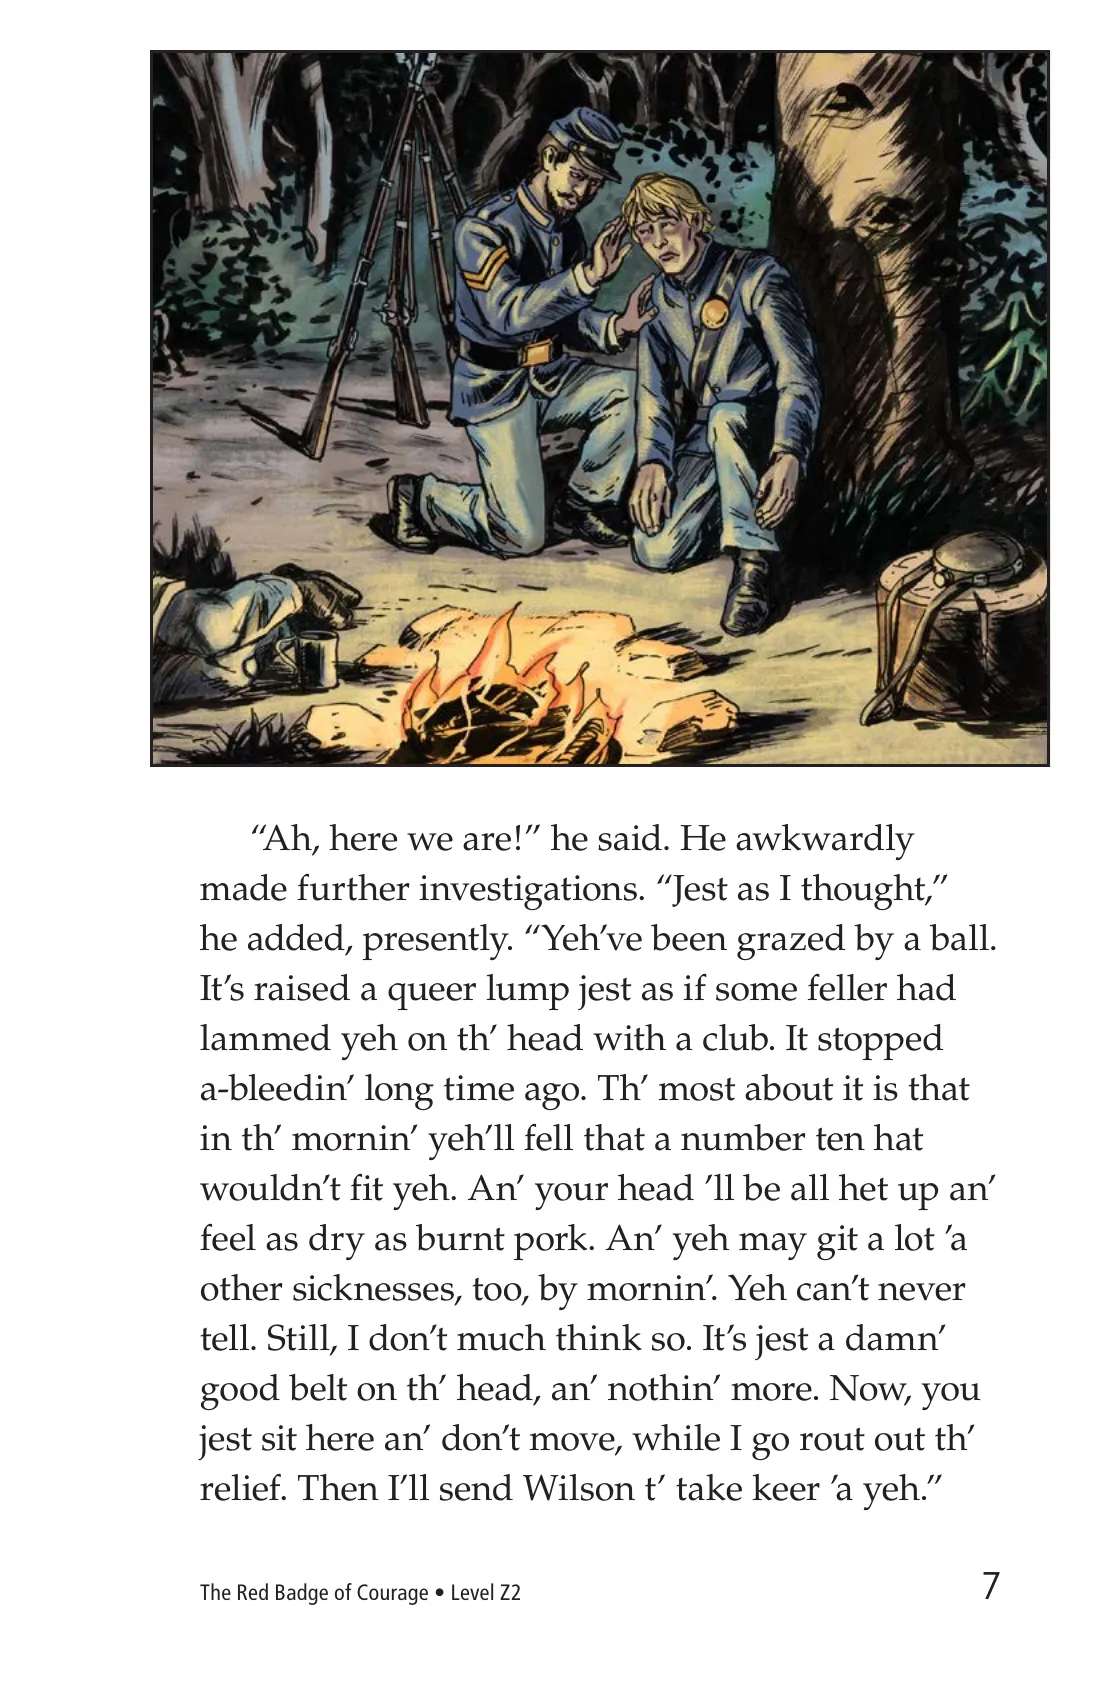 “Ah, here we are!” he said. He awkwardly
made further investigations. “Jest as I thought,”
he added, presently. “Yeh’ve been grazed by a ball.
It’s raised a queer lump jest as if some feller had
lammed yeh on th’ head with a club. It stopped
a-bleedin’ long time ago. Th’ most about it is that
in th’ mornin’ yeh’ll fell that a number ten hat
wouldn’t fit yeh. An’ your head ’ll be all het up an’
feel as dry as burnt pork. An’ yeh may git a lot ’a
other sicknesses, too, by mornin’. Yeh can’t never
tell. Still, I don’t much think so. It’s jest a damn’
good belt on th’ head, an’ nothin’ more. Now, you
jest sit here an’ don’t move, while I go rout out th’
relief. Then I’ll send Wilson t’ take keer ’a yeh.”
The Red Badge of Courage • Level Z2
7